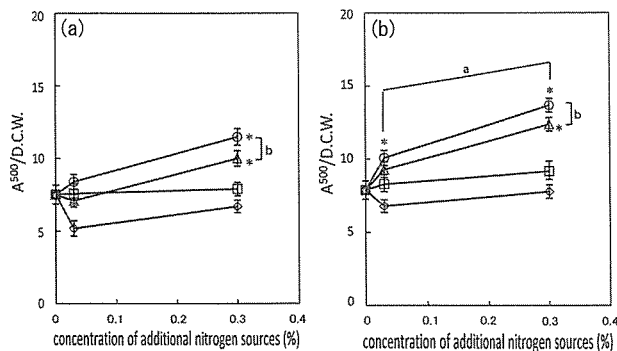 (a)
20
15
10
5
0
A⁵⁰⁰/D.C.W.
*
*
*
b
0 0.1 0.2 0.3 0.4
concentration of additional nitrogen sources (%)
(b)
20
15
10
5
0
A⁵⁰⁰/D.C.W.
a
*
*
*
b
0 0.1 0.2 0.3 0.4
concentration of additional nitrogen sources (%)